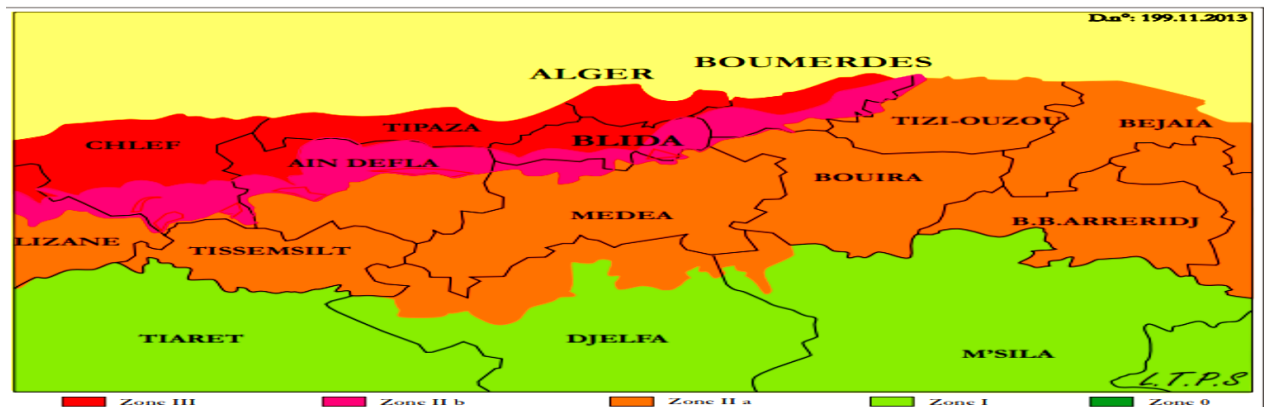 D.n°: 199.11.2013
BOUMERDES
ALGER
TIPAZA
TIZI-OUZOU
BEJAIA
CHLEF
BLIDA
AIN DEFLA
BOUIRA
MEDEA
B.B.ARRERIDJ
LIZANE
TISSEMSILT
TIARET
DJELFA
M'SILA
L.T.P.S
Zone III Zone II b Zone II a Zone I Zone 0